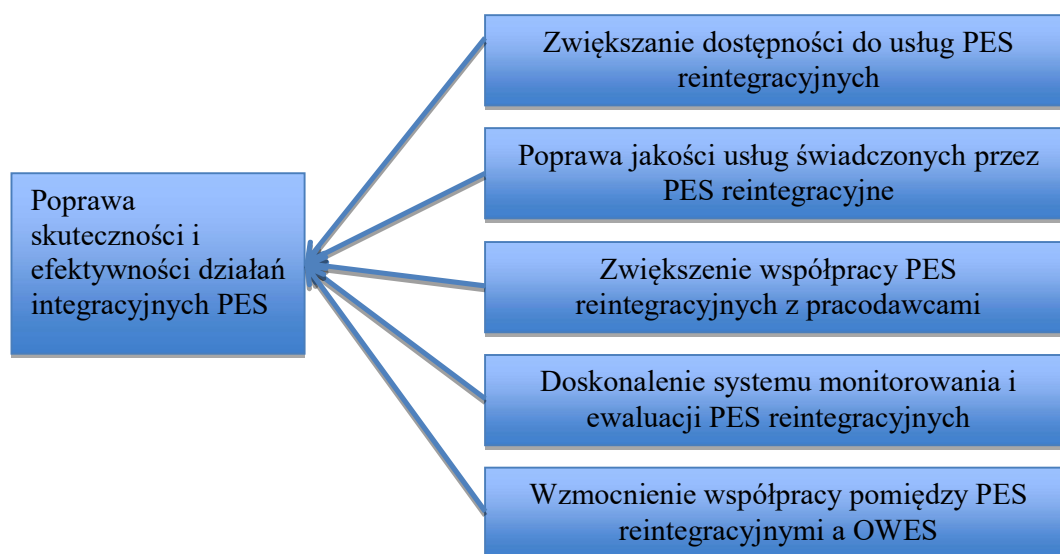 Poprawa
skuteczności i
efektywności działań
integracyjnych PES
Zwiększanie dostępności do usług PES
reintegracyjnych
Poprawa jakości usług świadczonych przez
PES reintegracyjne
Zwiększenie współpracy PES
reintegracyjnych z pracodawcami
Doskonalenie systemu monitorowania i
ewaluacji PES reintegracyjnych
Wzmocnienie współpracy pomiędzy PES
reintegracyjnymi a OWES